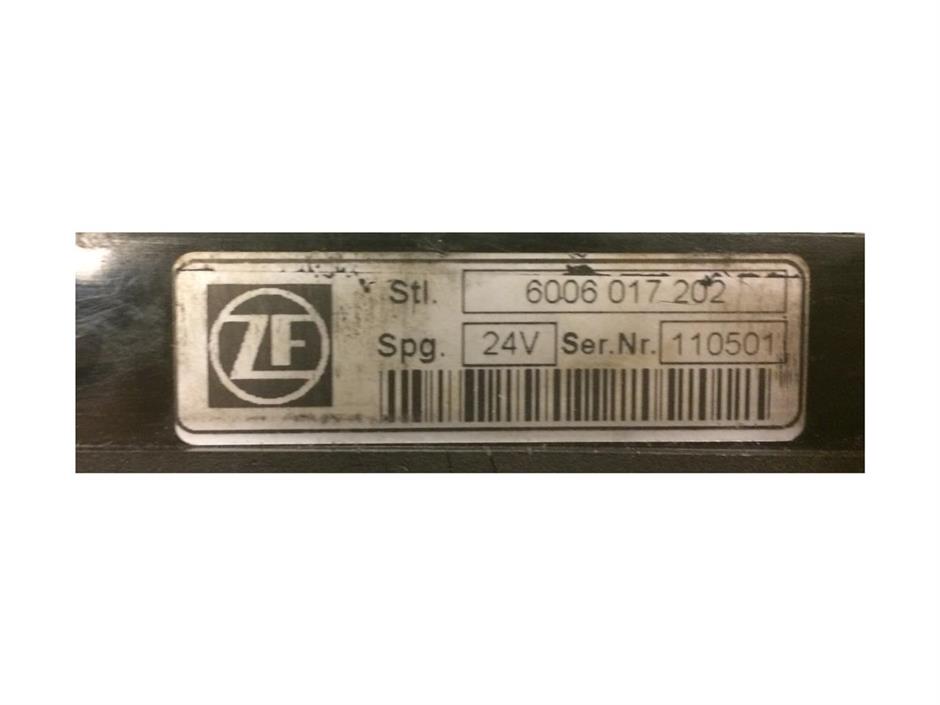 ZF
Stl. 6006 017 202
Spg. 24V Ser.Nr. 110501